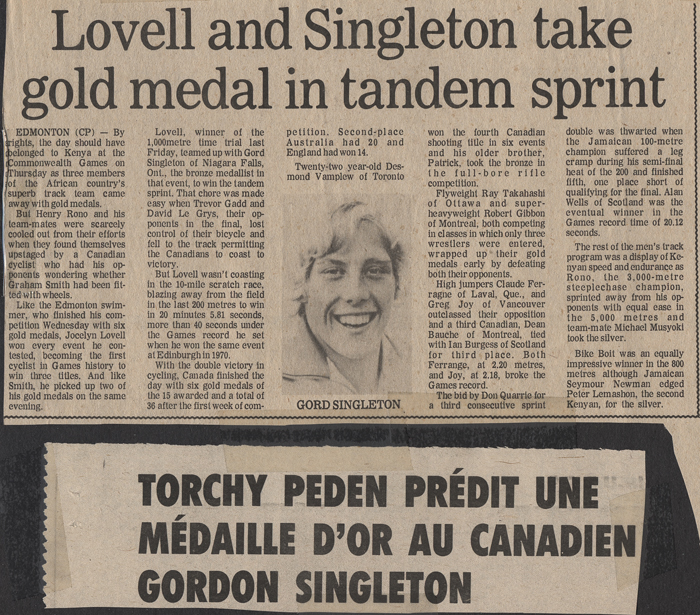 Lovell and Singleton take
gold medal in tandem sprint
EDMONTON (CP) — By
rights, the day should have
belonged to Kenya at the
Commonwealth Games on
Thursday as three members
of the African country's
superb track team came
away with gold medals.
But Henry Rono and his
team-mates were scarcely
cooled out from their efforts
when they found themselves
upstaged by a Canadian
cyclist who had his op-
ponents wondering whether
Graham Smith had been fit-
ted with wheels.
Like the Edmonton swim-
mer, who finished his com-
petition Wednesday with six
gold medals, Jocelyn Lovell
won every event he con-
tested, becoming the first
cyclist in Games history to
win three titles. And like
Smith, he picked up two of
his gold medals on the same
evening.
Lovell, winner of the
1,000metre time trial last
Friday, teamed up with Gord
Singleton of Niagara Falls,
Ont., the bronze medallist in
that event, to win the tandem
sprint. That chore was made
easy when Trevor Gadd and
David Le Grys, their op-
ponents in the final, lost
control of their bicycle and
fell to the track permitting
the Canadians to coast to
victory.
But Lovell wasn't coasting
in the 10-mile scratch race,
blazing away from the field
in the last 200 metres to win
in 20 minutes 5.81 seconds,
more than 40 seconds under
the Games record he set
when he won the same event
at Edinburgh in 1970.
With the double victory in
cycling, Canada finished the
day with six gold medals of
the 15 awarded and a total of
36 after the first week of com-
petition. Second-place
Australia had 20 and
England had won 14.
Twenty-two year-old Des-
mond Vamplew of Toronto
GORD SINGLETON
won the fourth Canadian
shooting title in six events
and his older brother,
Patrick, took the bronze in
the full-bore rifle
competition.
Flyweight Ray Takahashi
of Ottawa and super-
heavyweight Robert Gibbon
of Montreal, both competing
in classes in which only three
wrestlers were entered,
wrapped up their gold
medals early by defeating
both their opponents.
High jumpers Claude Fer-
ragne of Laval, Que., and
Greg Joy of Vancouver
outclassed their opposition
and a third Canadian, Dean
Bauche of Montreal, tied
with Ian Burgess of Scotland
for third place. Both
Ferrange, at 2.20 metres,
and Joy, at 2.18, broke the
Games record.
The bid by Don Quarrie for
a third consecutive sprint
double was thwarted when
the Jamaican 100-metre
champion suffered a leg
cramp during his semi-final
heat of the 200 and finished
fifth, one place short of
qualifying for the final. Alan
Wells of Scotland was the
eventual winner in the
Games record time of 20.12
seconds.
The rest of the men's track
program was a display of Ke-
nyan speed and endurance as
Rono, the 3,000-metre
steeplechase champion,
sprinted away from his op-
ponents with equal ease in
the 5,000 metres and
team-mate Michael Musyoki
took the silver.
Bike Boit was an equally
impressive winner in the 800
metres although Jamaican
Seymour Newman edged
Peter Lemashon, the second
Kenyan, for the silver.
TORCHY PEDEN PRÉDIT UNE
MÉDAILLE D'OR AU CANADIEN
GORDON SINGLETON